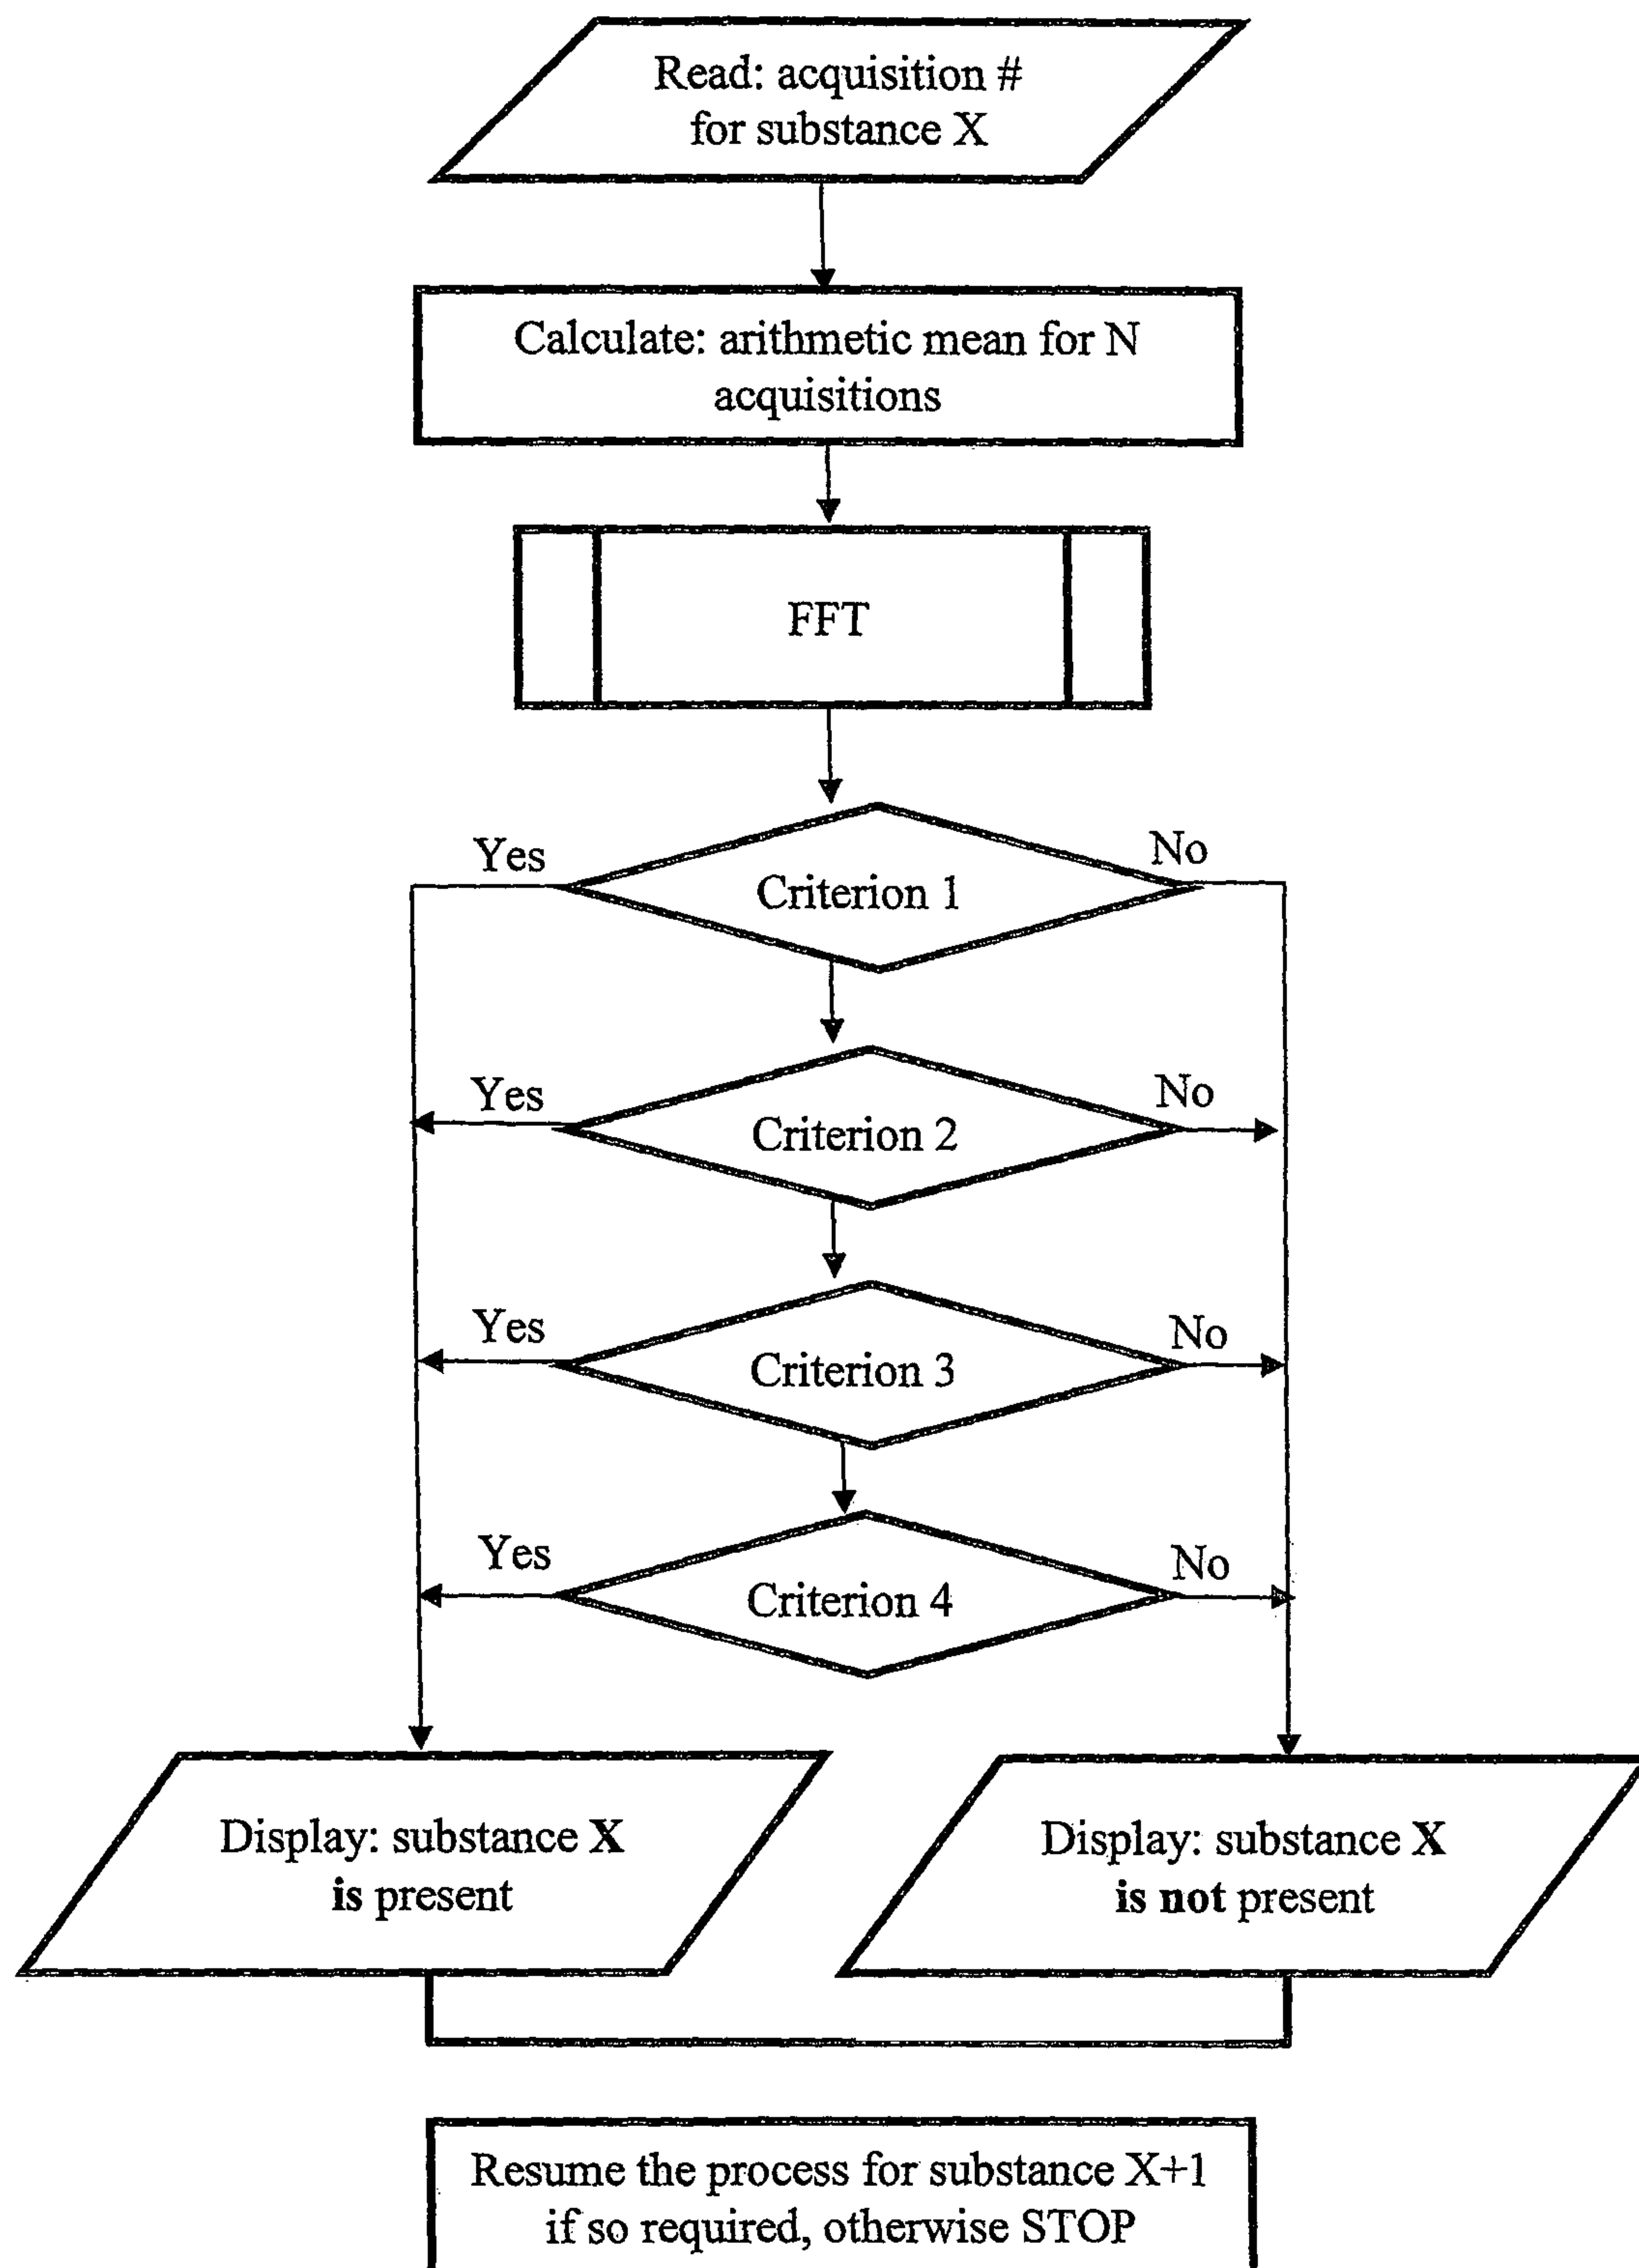 Read: acquisition #
for substance X
Calculate: arithmetic mean for N
acquisitions
FFT
Yes
No
Criterion 1
Yes
No
Criterion 2
Yes
No
Criterion 3
Yes
No
Criterion 4
Display: substance X
is present
Display: substance X
is not present
Resume the process for substance X+1
if so required, otherwise STOP